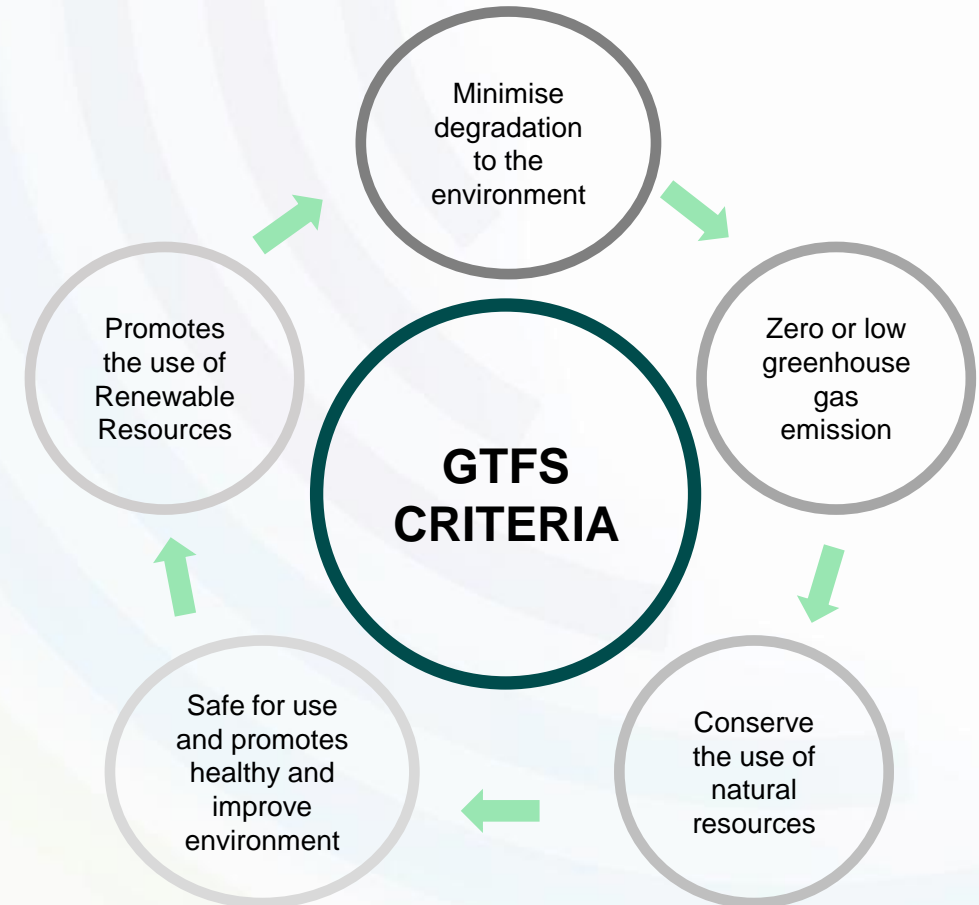 Minimise
degradation
to the
environment
Zero or low
greenhouse
gas
emission
Conserve
the use of
natural
resources
Safe for use
and promotes
healthy and
improve
environment
Promotes
the use of
Renewable
Resources
GTFS
CRITERIA